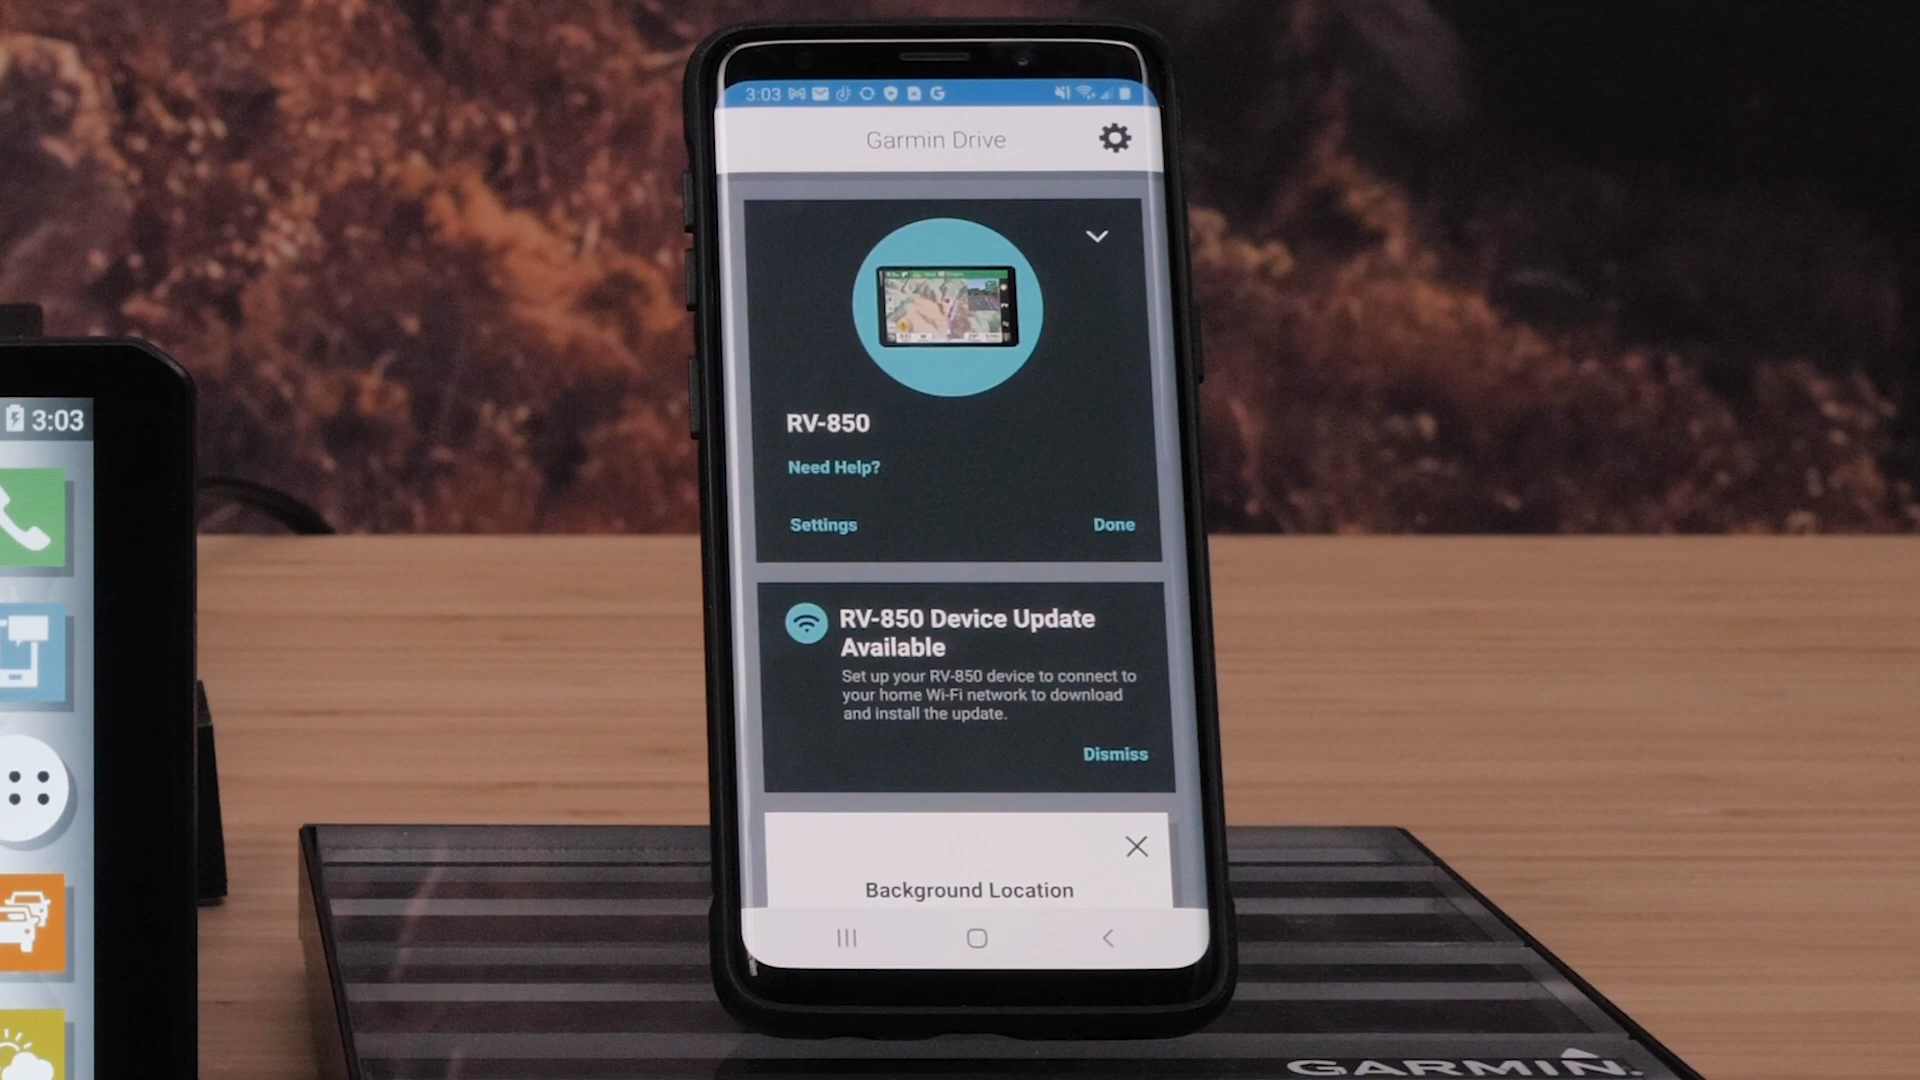 3:03
Garmin Drive
RV-850
Need Help?
Settings
Done
RV-850 Device Update
Available
Set up your RV-850 device to connect to
your home Wi-Fi network to download
and install the update.
Dismiss
Background Location
3:03
GARMIN